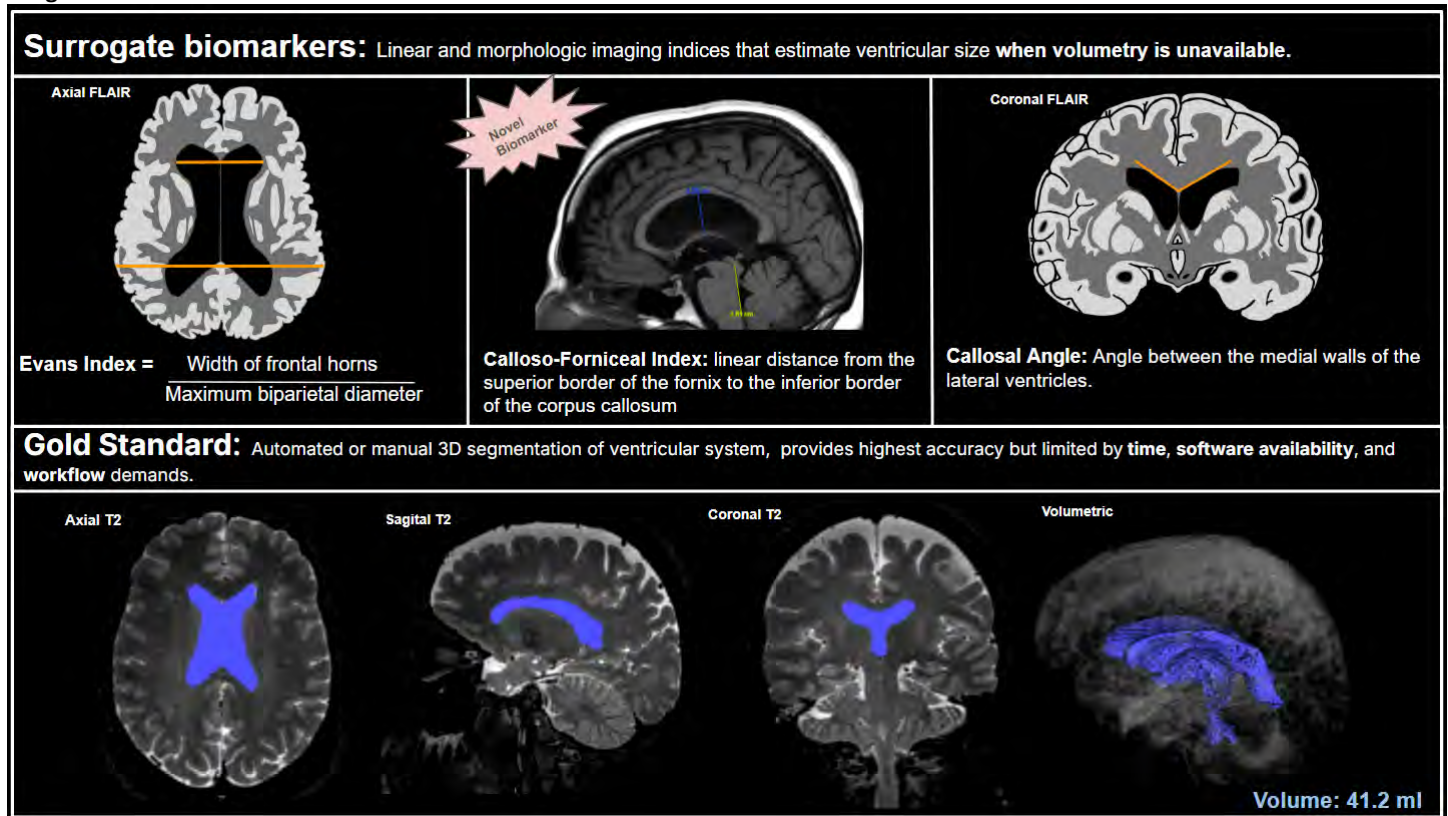 Surrogate biomarkers: Linear and morphologic imaging indices that estimate ventricular size when volumetry is unavailable.
Axial FLAIR
Evans Index = Width of frontal horns
Maximum biparietal diameter
Novel
Biomarker
Calloso-Forniceal Index: linear distance from the
superior border of the fornix to the inferior border
of the corpus callosum
Coronal FLAIR
Callosal Angle: Angle between the medial walls of the
lateral ventricles.
Gold Standard: Automated or manual 3D segmentation of ventricular system, provides highest accuracy but limited by time, software availability, and
workflow demands.
Axial T2
Sagital T2
Coronal T2
Volumetric
Volume: 41.2 ml